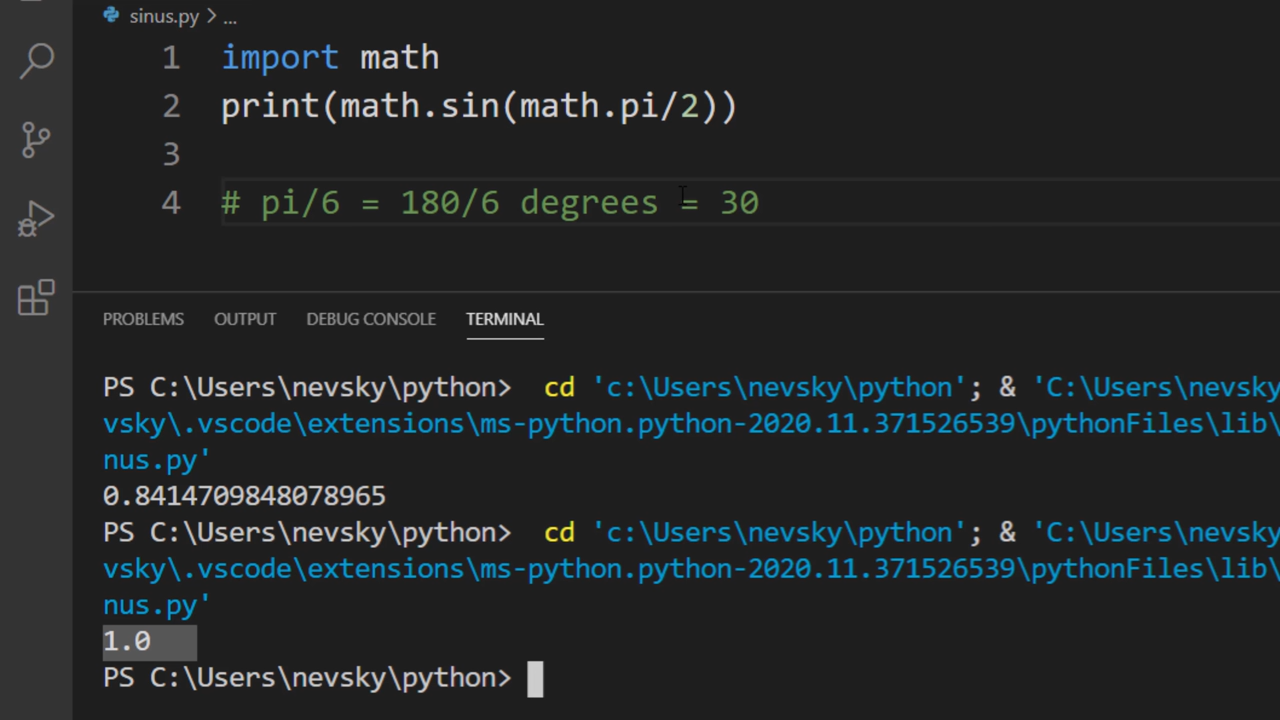 sinus.py > ...
1 import math
2 print(math.sin(math.pi/2))
3
4 # pi/6 = 180/6 degrees = 30
PROBLEMS OUTPUT DEBUG CONSOLE TERMINAL
PS C:\Users\nevsky\python>  cd 'c:\Users\nevsky\python'; & 'C:\Users\nevsky
vsky\.vscode\extensions\ms-python.python-2020.11.371526539\pythonFiles\lib\
nus.py'
0.8414709848078965
PS C:\Users\nevsky\python>  cd 'c:\Users\nevsky\python'; & 'C:\Users\nevsky
vsky\.vscode\extensions\ms-python.python-2020.11.371526539\pythonFiles\lib\
nus.py'
1.0
PS C:\Users\nevsky\python>